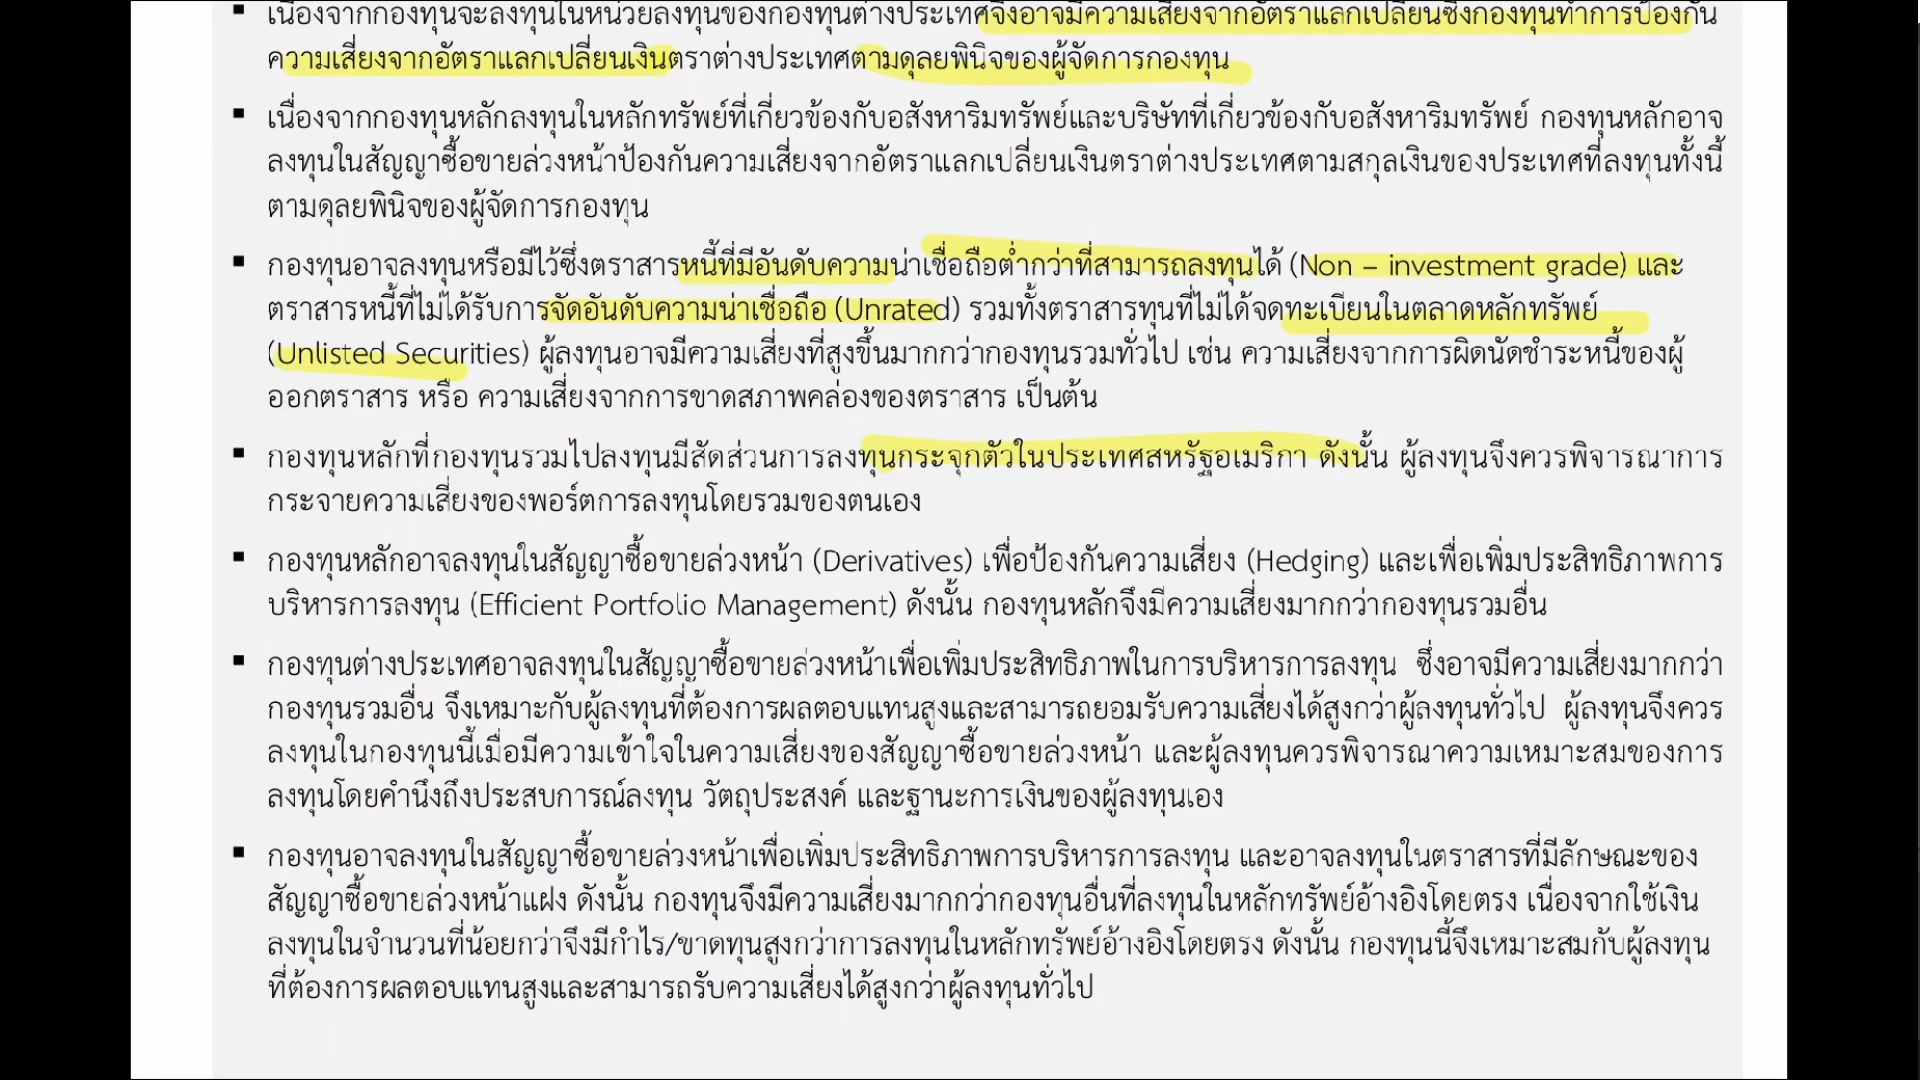 เนื่องจากกองทุนจะลงทุนในหน่วยลงทุนของกองทุนต่างประเทศจึงอาจมีความเสี่ยงจากอัตราแลกเปลี่ยนซึ่งกองทุนทำการป้องกัน
ความเสี่ยงจากอัตราแลกเปลี่ยนเงินตราต่างประเทศตามดุลยพินิจของผู้จัดการกองทุน
▪ เนื่องจากกองทุนหลักลงทุนในหลักทรัพย์ที่เกี่ยวข้องกับอสังหาริมทรัพย์และบริษัทที่เกี่ยวข้องกับอสังหาริมทรัพย์ กองทุนหลักอาจ
ลงทุนในสัญญาซื้อขายล่วงหน้าป้องกันความเสี่ยงจากอัตราแลกเปลี่ยนเงินตราต่างประเทศตามสกุลเงินของประเทศที่ลงทุนทั้งนี้
ตามดุลยพินิจของผู้จัดการกองทุน
▪ กองทุนอาจลงทุนหรือมีไว้ซึ่งตราสารหนี้ที่มีอันดับความน่าเชื่อถือต่ำกว่าที่สามารถลงทุนได้ (Non – investment grade) และ
ตราสารหนี้ที่ไม่ได้รับการจัดอันดับความน่าเชื่อถือ (Unrated) รวมทั้งตราสารทุนที่ไม่ได้จดทะเบียนในตลาดหลักทรัพย์
(Unlisted Securities) ผู้ลงทุนอาจมีความเสี่ยงที่สูงขึ้นมากกว่ากองทุนรวมทั่วไป เช่น ความเสี่ยงจากการผิดนัดชำระหนี้ของผู้
ออกตราสาร หรือ ความเสี่ยงจากการขาดสภาพคล่องของตราสาร เป็นต้น
▪ กองทุนหลักที่กองทุนรวมไปลงทุนมีสัดส่วนการลงทุนกระจุกตัวในประเทศสหรัฐอเมริกา ดังนั้น ผู้ลงทุนจึงควรพิจารณาการ
กระจายความเสี่ยงของพอร์ตการลงทุนโดยรวมของตนเอง
▪ กองทุนหลักอาจลงทุนในสัญญาซื้อขายล่วงหน้า (Derivatives) เพื่อป้องกันความเสี่ยง (Hedging) และเพื่อเพิ่มประสิทธิภาพการ
บริหารการลงทุน (Efficient Portfolio Management) ดังนั้น กองทุนหลักจึงมีความเสี่ยงมากกว่ากองทุนรวมอื่น
▪ กองทุนต่างประเทศอาจลงทุนในสัญญาซื้อขายล่วงหน้าเพื่อเพิ่มประสิทธิภาพในการบริหารการลงทุน ซึ่งอาจมีความเสี่ยงมากกว่า
กองทุนรวมอื่น จึงเหมาะกับผู้ลงทุนที่ต้องการผลตอบแทนสูงและสามารถยอมรับความเสี่ยงได้สูงกว่าผู้ลงทุนทั่วไป ผู้ลงทุนจึงควร
ลงทุนในกองทุนนี้เมื่อมีความเข้าใจในความเสี่ยงของสัญญาซื้อขายล่วงหน้า และผู้ลงทุนควรพิจารณาความเหมาะสมของการ
ลงทุนโดยคำนึงถึงประสบการณ์ลงทุน วัตถุประสงค์ และฐานะการเงินของผู้ลงทุนเอง
▪ กองทุนอาจลงทุนในสัญญาซื้อขายล่วงหน้าเพื่อเพิ่มประสิทธิภาพการบริหารการลงทุน และอาจลงทุนในตราสารที่มีลักษณะของ
สัญญาซื้อขายล่วงหน้าแฝง ดังนั้น กองทุนจึงมีความเสี่ยงมากกว่ากองทุนอื่นที่ลงทุนในหลักทรัพย์อ้างอิงโดยตรง เนื่องจากใช้เงิน
ลงทุนในจำนวนที่น้อยกว่าจึงมีกำไร/ขาดทุนสูงกว่าการลงทุนในหลักทรัพย์อ้างอิงโดยตรง ดังนั้น กองทุนนี้จึงเหมาะสมกับผู้ลงทุน
ที่ต้องการผลตอบแทนสูงและสามารถรับความเสี่ยงได้สูงกว่าผู้ลงทุนทั่วไป